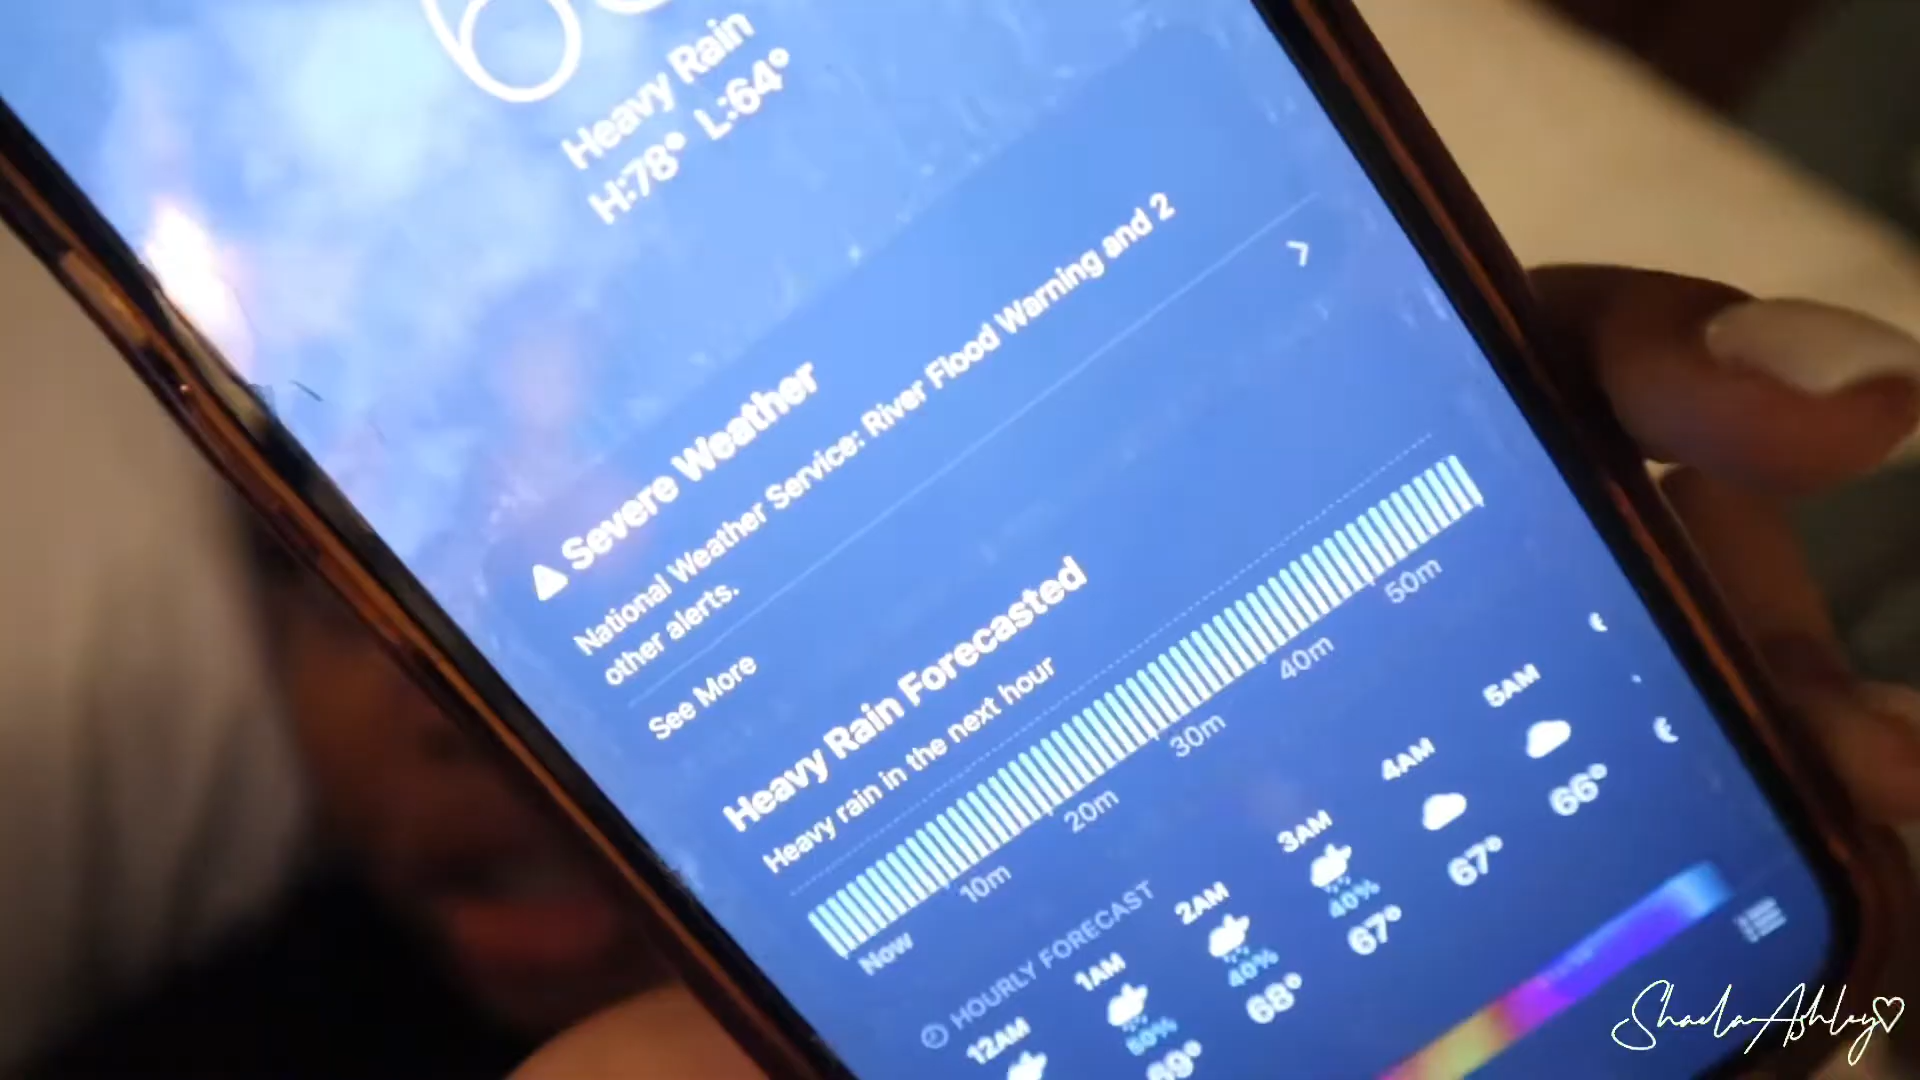 Heavy Rain
H:78° L:64°
Severe Weather
National Weather Service: River Flood Warning and 2
other alerts.
See More
Heavy Rain Forecasted
Heavy rain in the next hour
Now 10m 20m 30m 40m 50m
HOURLY FORECAST
12AM 1AM 2AM 3AM 4AM 5AM
40% 40%
69° 68° 67° 67° 66°
ShaelaAshley